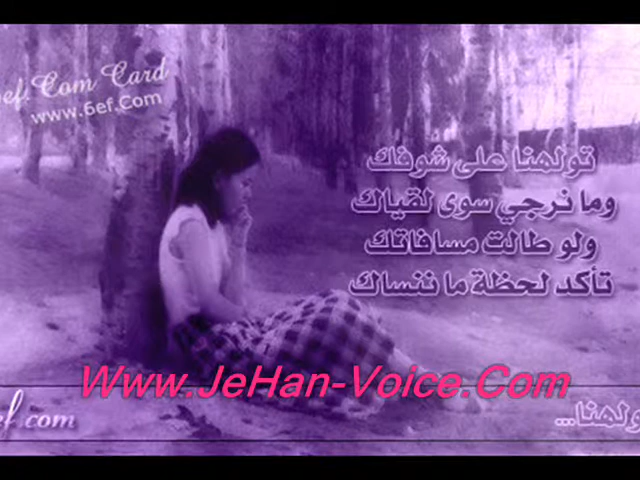 6ef Com Card
www.6ef.Com
تولهنا على شوفك
وما نرجي سوى لقياك
ولو طالت مسافاتك
تأكد لحظة ما ننساك
Www.JeHan-Voice.Com
ef.com
ولهنا...